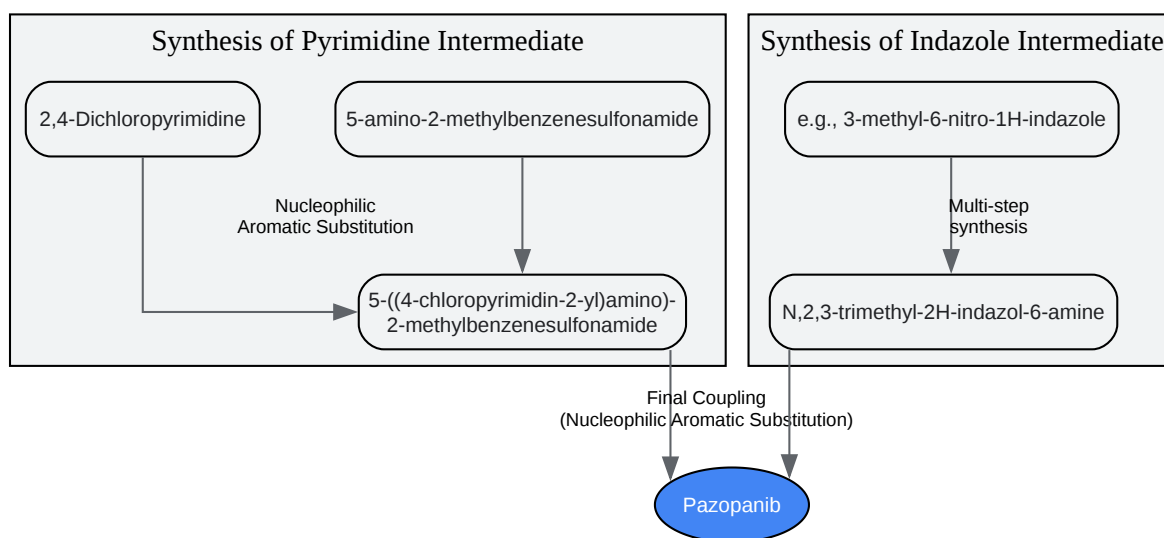 Synthesis of Pyrimidine Intermediate
2,4-Dichloropyrimidine
5-amino-2-methylbenzenesulfonamide
Nucleophilic
Aromatic Substitution
5-((4-chloropyrimidin-2-yl)amino)-
2-methylbenzenesulfonamide
Synthesis of Indazole Intermediate
e.g., 3-methyl-6-nitro-1H-indazole
Multi-step
synthesis
N,2,3-trimethyl-2H-indazol-6-amine
Final Coupling
(Nucleophilic Aromatic Substitution)
Pazopanib